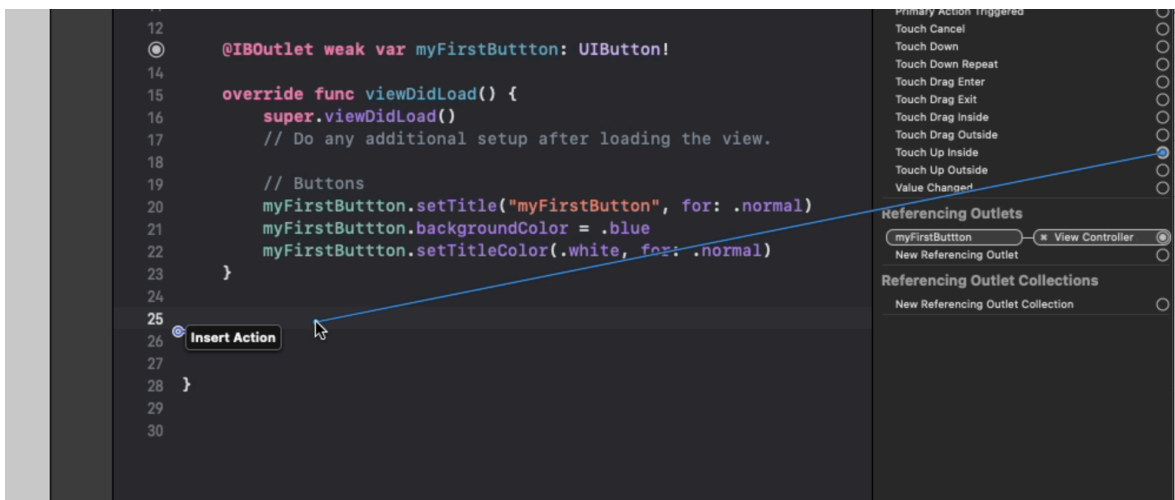 12
@IBOutlet weak var myFirstButtton: UIButton!
14
15 override func viewDidLoad() {
16 super.viewDidLoad()
17 // Do any additional setup after loading the view.
18
19 // Buttons
20 myFirstButtton.setTitle("myFirstButton", for: .normal)
21 myFirstButtton.backgroundColor = .blue
22 myFirstButtton.setTitleColor(.white, for: .normal)
23 }
24
25
26
Insert Action
27
28 }
29
30
Primary Action Triggered
Touch Cancel
Touch Down
Touch Down Repeat
Touch Drag Enter
Touch Drag Exit
Touch Drag Inside
Touch Drag Outside
Touch Up Inside
Touch Up Outside
Value Changed
Referencing Outlets
myFirstButtton View Controller
New Referencing Outlet
Referencing Outlet Collections
New Referencing Outlet Collection